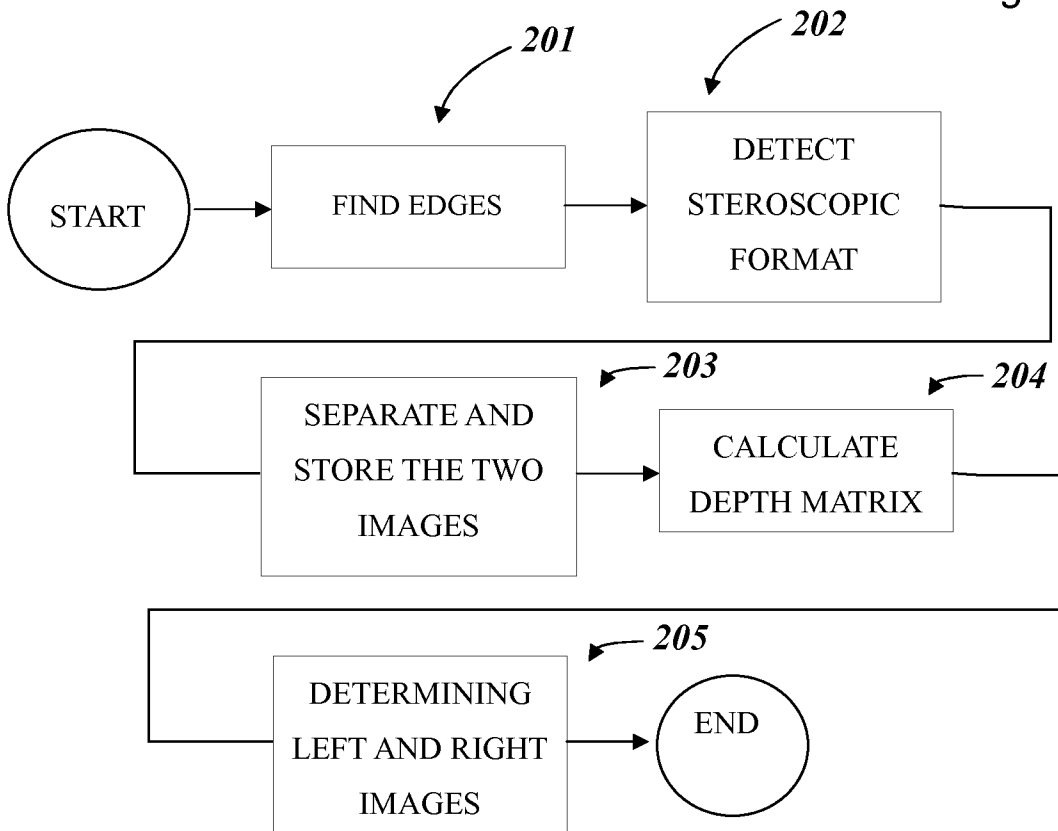 201
202
START
FIND EDGES
DETECT
STEROSCOPIC
FORMAT
203
204
SEPARATE AND
STORE THE TWO
IMAGES
CALCULATE
DEPTH MATRIX
205
DETERMINING
LEFT AND RIGHT
IMAGES
END